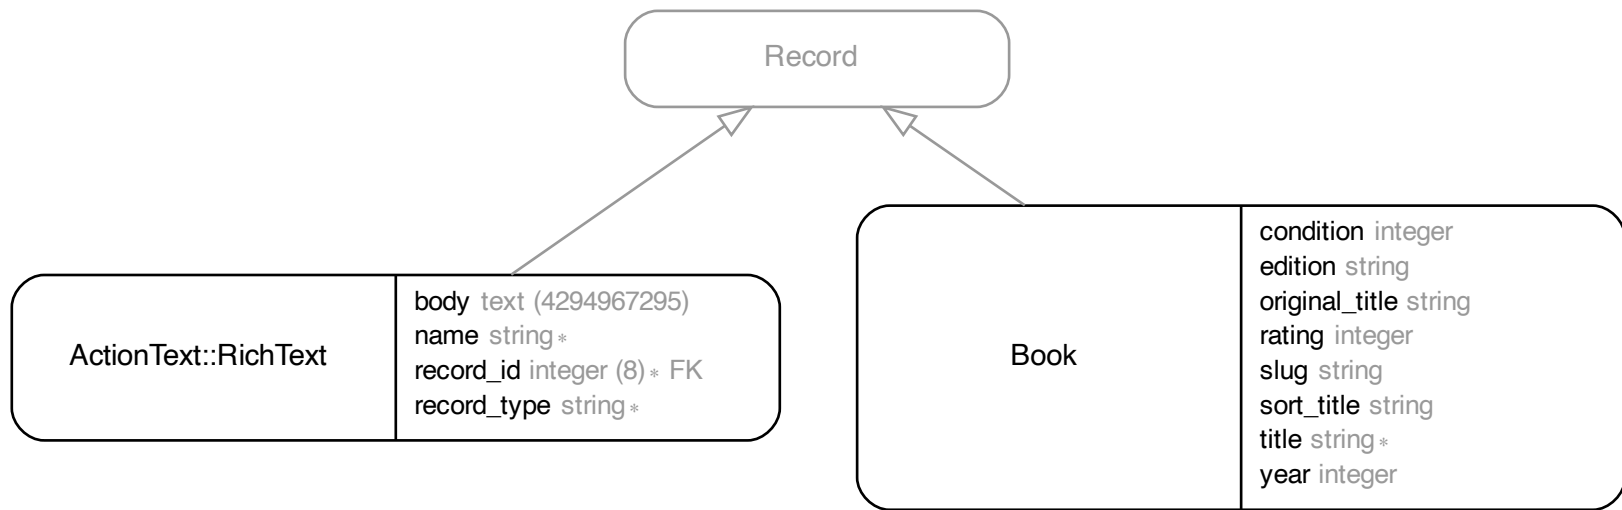 Record
ActionText::RichText
body text (4294967295)
name string *
record_id integer (8) * FK
record_type string *
Book
condition integer
edition string
original_title string
rating integer
slug string
sort_title string
title string *
year integer